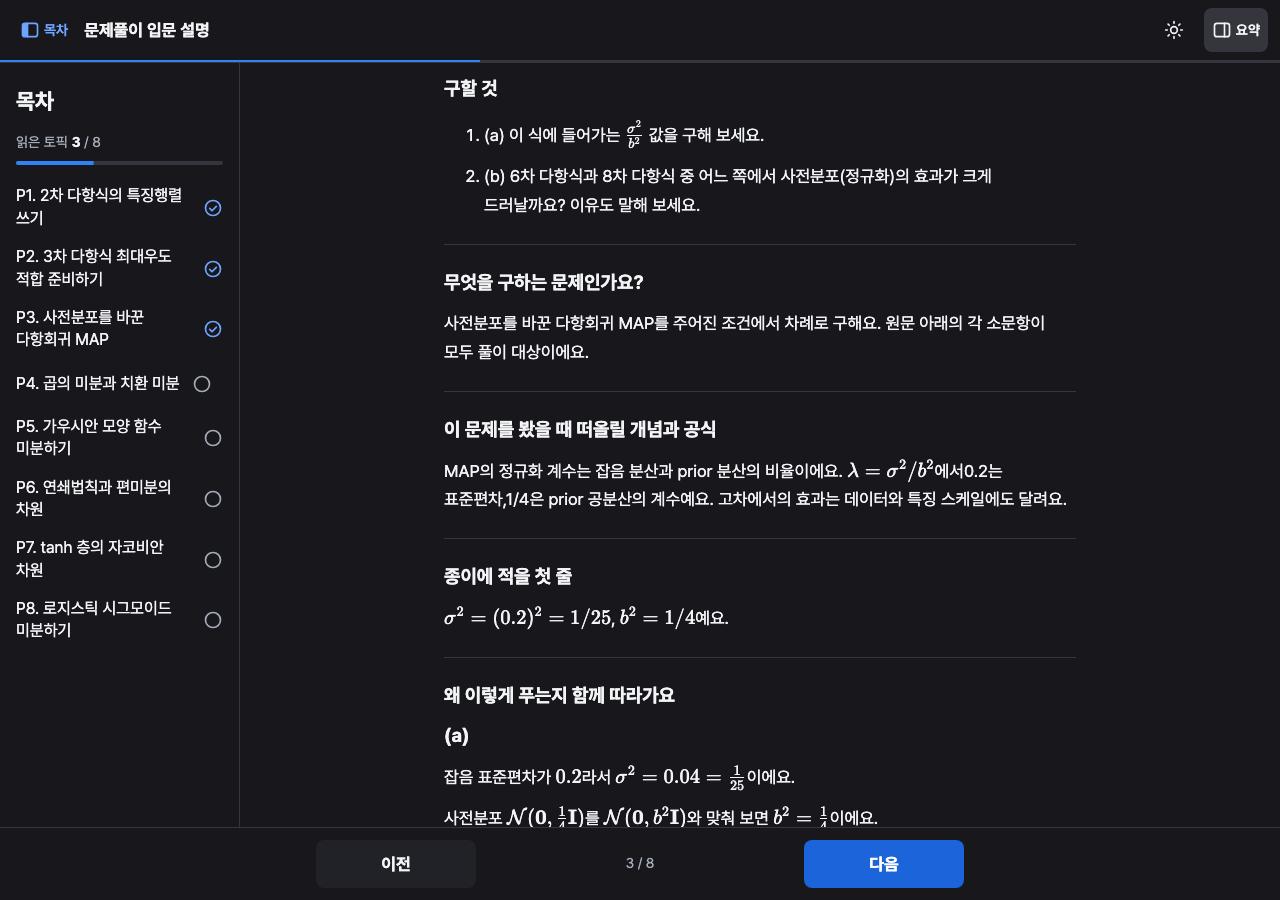 목차 문제풀이 입문 설명 요약
목차
읽은 토픽 3 / 8
P1. 2차 다항식의 특징행렬
쓰기
P2. 3차 다항식 최대우도
적합 준비하기
P3. 사전분포를 바꾼
다항회귀 MAP
P4. 곱의 미분과 치환 미분
P5. 가우시안 모양 함수
미분하기
P6. 연쇄법칙과 편미분의
차원
P7. tanh 층의 자코비안
차원
P8. 로지스틱 시그모이드
미분하기
구할 것
1. (a) 이 식에 들어가는 σ²/b² 값을 구해 보세요.
2. (b) 6차 다항식과 8차 다항식 중 어느 쪽에서 사전분포(정규화)의 효과가 크게
드러날까요? 이유도 말해 보세요.
무엇을 구하는 문제인가요?
사전분포를 바꾼 다항회귀 MAP를 주어진 조건에서 차례로 구해요. 원문 아래의 각 소문항이
모두 풀이 대상이에요.
이 문제를 봤을 때 떠올릴 개념과 공식
MAP의 정규화 계수는 잡음 분산과 prior 분산의 비율이에요. λ = σ²/b²에서0.2는
표준편차,1/4은 prior 공분산의 계수예요. 고차에서의 효과는 데이터와 특징 스케일에도 달려요.
종이에 적을 첫 줄
σ² = (0.2)² = 1/25, b² = 1/4예요.
왜 이렇게 푸는지 함께 따라가요
(a)
잡음 표준편차가 0.2라서 σ² = 0.04 = 1/25이에요.
사전분포 𝒩(0, 1/4 I)를 𝒩(0, b²I)와 맞춰 보면 b² = 1/4이에요.
이전 3 / 8 다음